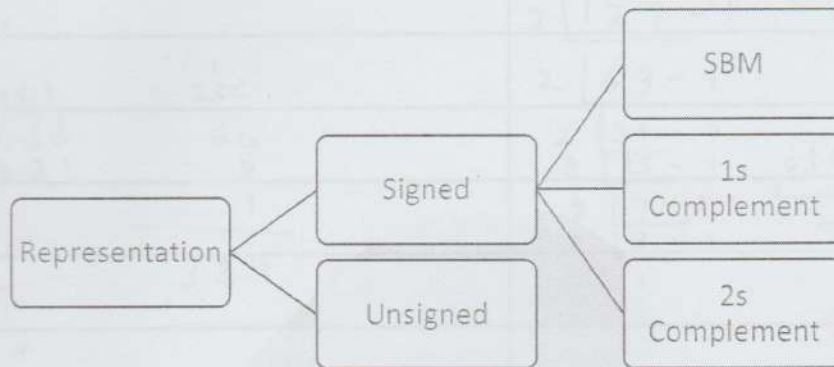 Representation
Signed
Unsigned
SBM
1s
Complement
2s
Complement